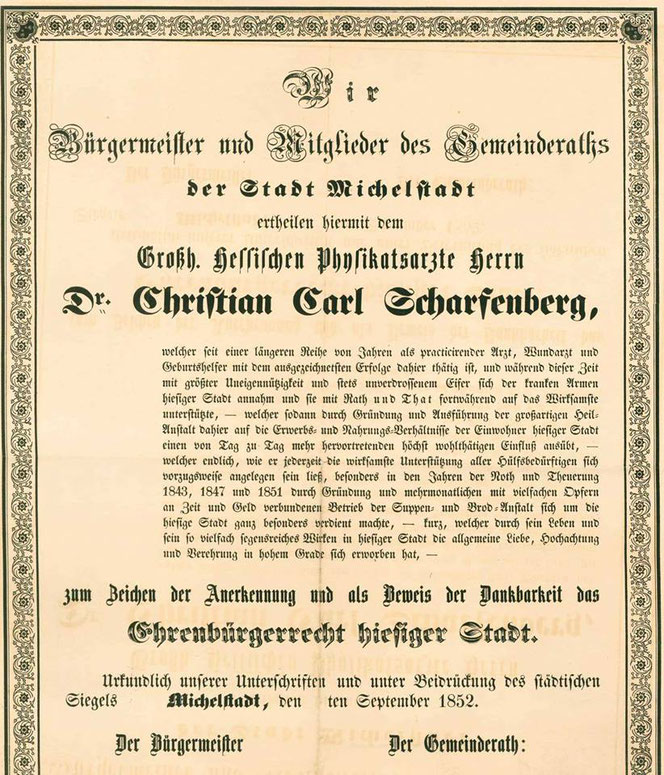 Wir
Bürgermeister und Mitglieder des Gemeinderaths
der Stadt Michelstadt
ertheilen hiermit dem
Großh. Hessischen Physikatsarzte Herrn
Dr. Christian Carl Scharfenberg,
welcher seit einer längeren Reihe von Jahren als practicirender Arzt, Wundarzt und
Geburtshelfer mit dem ausgezeichnetsten Erfolge dahier thätig ist, und während dieser Zeit
mit größter Uneigennützigkeit und stets unverdrossenem Eifer sich der kranken Armen
hiesiger Stadt annahm und sie mit Rath und That fortwährend auf das Wirksamste
unterstützte, — welcher sodann durch Gründung und Ausführung der großartigen Heil-
Anstalt dahier auf die Erwerbs- und Nahrungs-Verhältnisse der Einwohner hiesiger Stadt
einen von Tag zu Tag mehr hervortretenden höchst wohlthätigen Einfluß ausübt, —
welcher endlich, wie er jederzeit die wirksamste Unterstützung aller Hülfsbedürftigen sich
vorzugsweise angelegen sein ließ, besonders in den Jahren der Noth und Theuerung
1843, 1847 und 1851 durch Gründung und mehrmonatlichen mit vielfachen Opfern
an Zeit und Geld verbundenen Betrieb der Suppen- und Brod-Anstalt sich um die
hiesige Stadt ganz besonders verdient machte, — kurz, welcher durch sein Leben und
sein so vielfach segensreiches Wirken in hiesiger Stadt die allgemeine Liebe, Hochachtung
und Verehrung in hohem Grade sich erworben hat, —
zum Zeichen der Anerkennung und als Beweis der Dankbarkeit das
Ehrenbürgerrecht hiesiger Stadt.
Urkundlich unserer Unterschriften und unter Beidrückung des städtischen
Siegels Michelstadt, den ten September 1852.
Der Bürgermeister Der Gemeinderath: